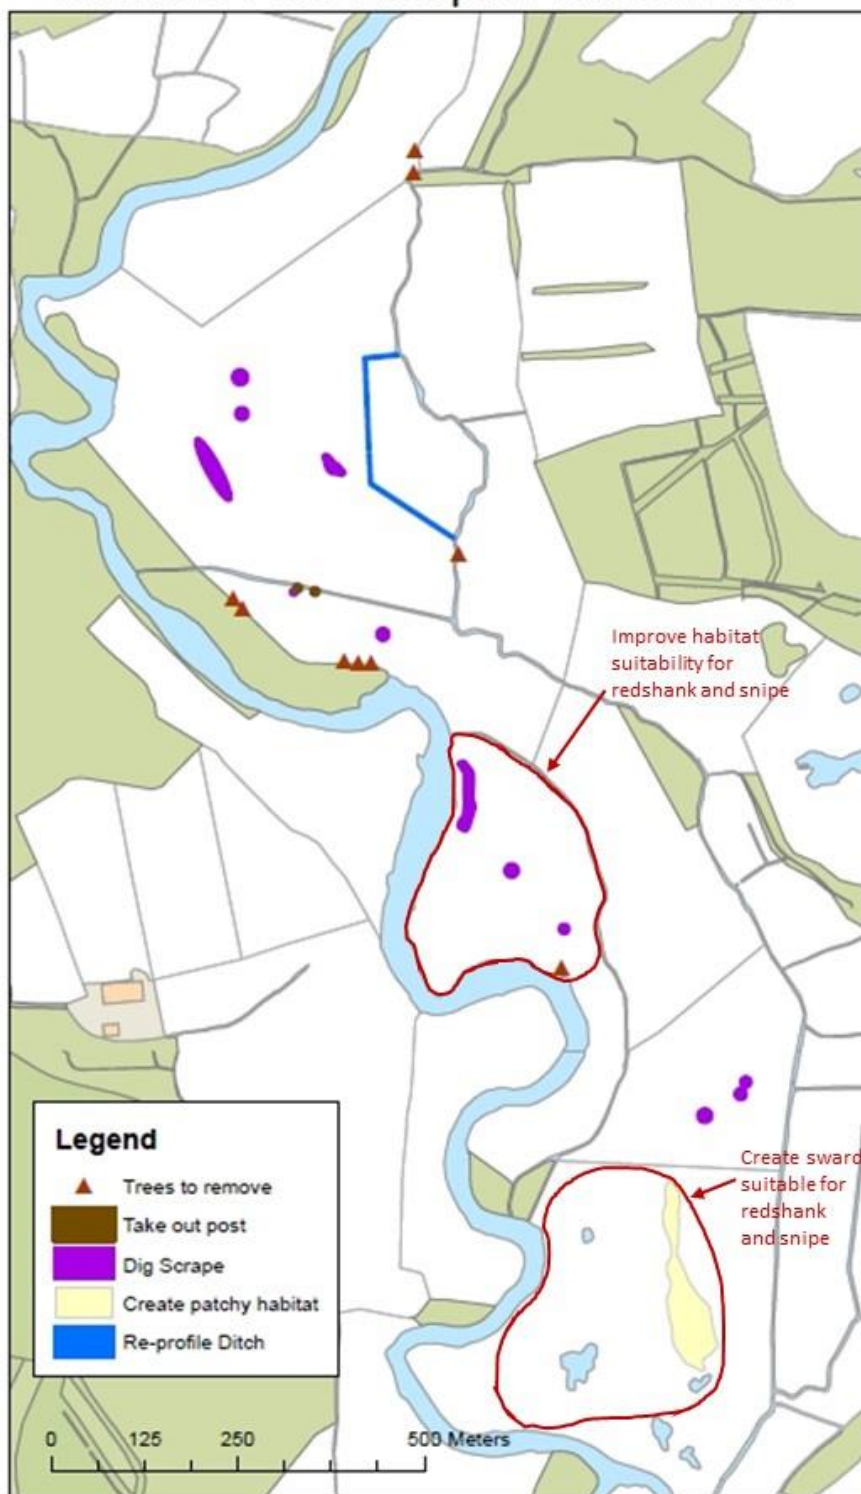 Improve habitat
suitability for
redshank and snipe
Create sward
suitable for
redshank
and snipe
Legend
Trees to remove
Take out post
Dig Scrape
Create patchy habitat
Re-profile Ditch
0 125 250 500 Meters